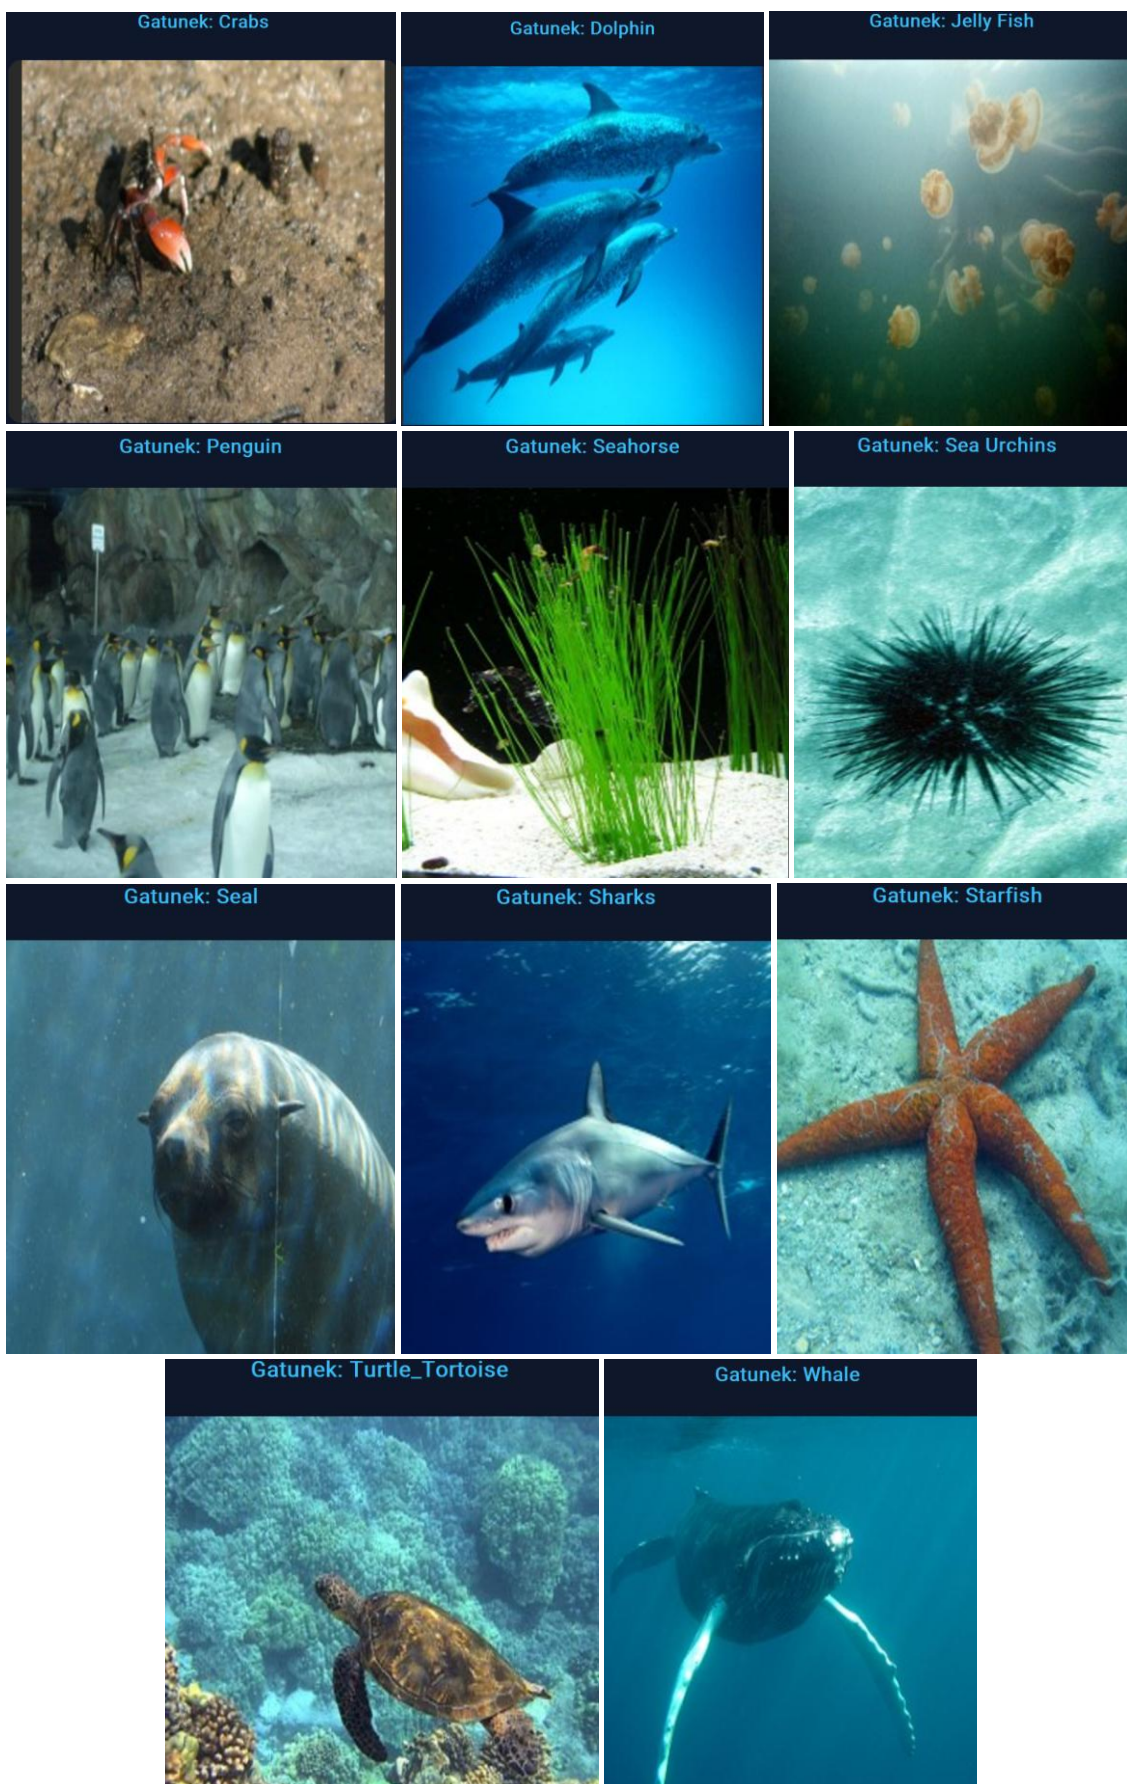 Gatunek: Crabs
Gatunek: Dolphin
Gatunek: Jelly Fish
Gatunek: Penguin
Gatunek: Seahorse
Gatunek: Sea Urchins
Gatunek: Seal
Gatunek: Sharks
Gatunek: Starfish
Gatunek: Turtle_Tortoise
Gatunek: Whale